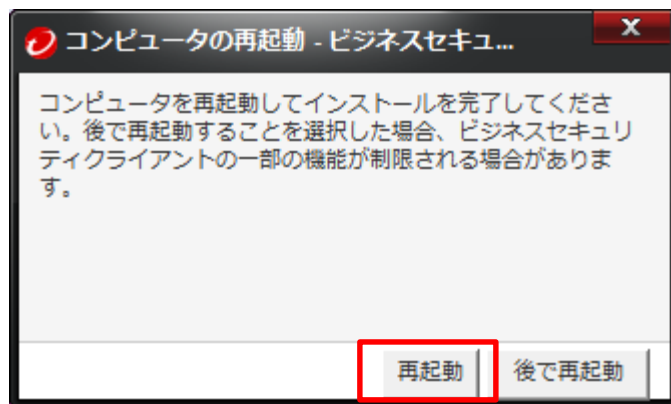 コンピュータの再起動 - ビジネスセキュ...
X
コンピュータを再起動してインストールを完了してくださ
い。後で再起動することを選択した場合、ビジネスセキュリ
ティクライアントの一部の機能が制限される場合がありま
す。
再起動
後で再起動